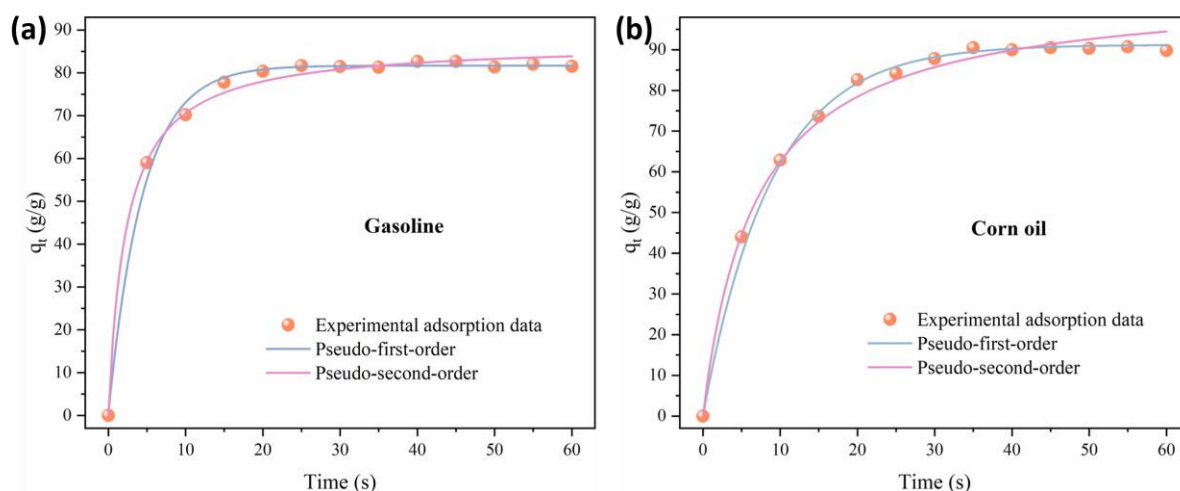 (a)
90
80
70
60
50
40
30
20
10
0
q_t (g/g)
Gasoline
Experimental adsorption data
Pseudo-first-order
Pseudo-second-order
0 10 20 30 40 50 60
Time (s)
(b)
90
80
70
60
50
40
30
20
10
0
q_t (g/g)
Corn oil
Experimental adsorption data
Pseudo-first-order
Pseudo-second-order
0 10 20 30 40 50 60
Time (s)